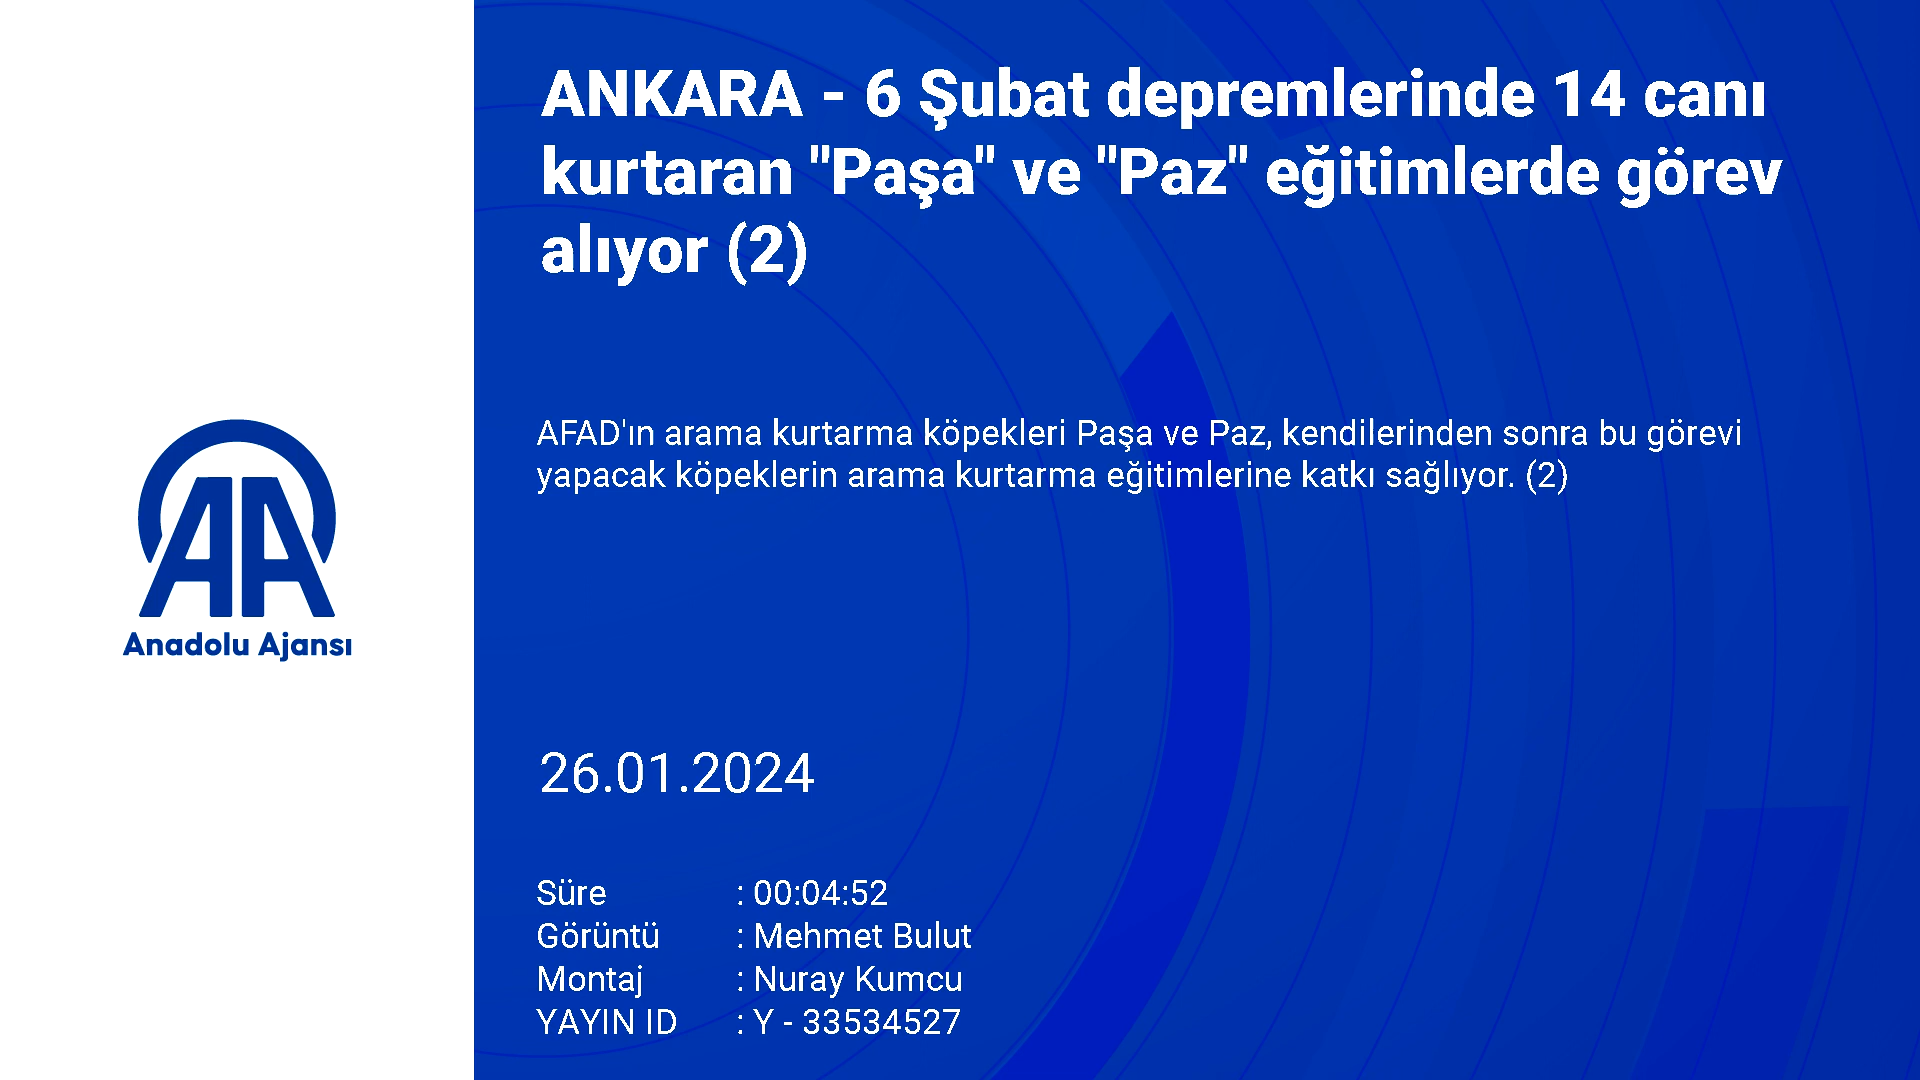 ANKARA - 6 Şubat depremlerinde 14 canı
kurtaran "Paşa" ve "Paz" eğitimlerde görev
alıyor (2)
AFAD'ın arama kurtarma köpekleri Paşa ve Paz, kendilerinden sonra bu görevi
yapacak köpeklerin arama kurtarma eğitimlerine katkı sağlıyor. (2)
AA
Anadolu Ajansı
26.01.2024
Süre : 00:04:52
Görüntü : Mehmet Bulut
Montaj : Nuray Kumcu
YAYIN ID : Y - 33534527